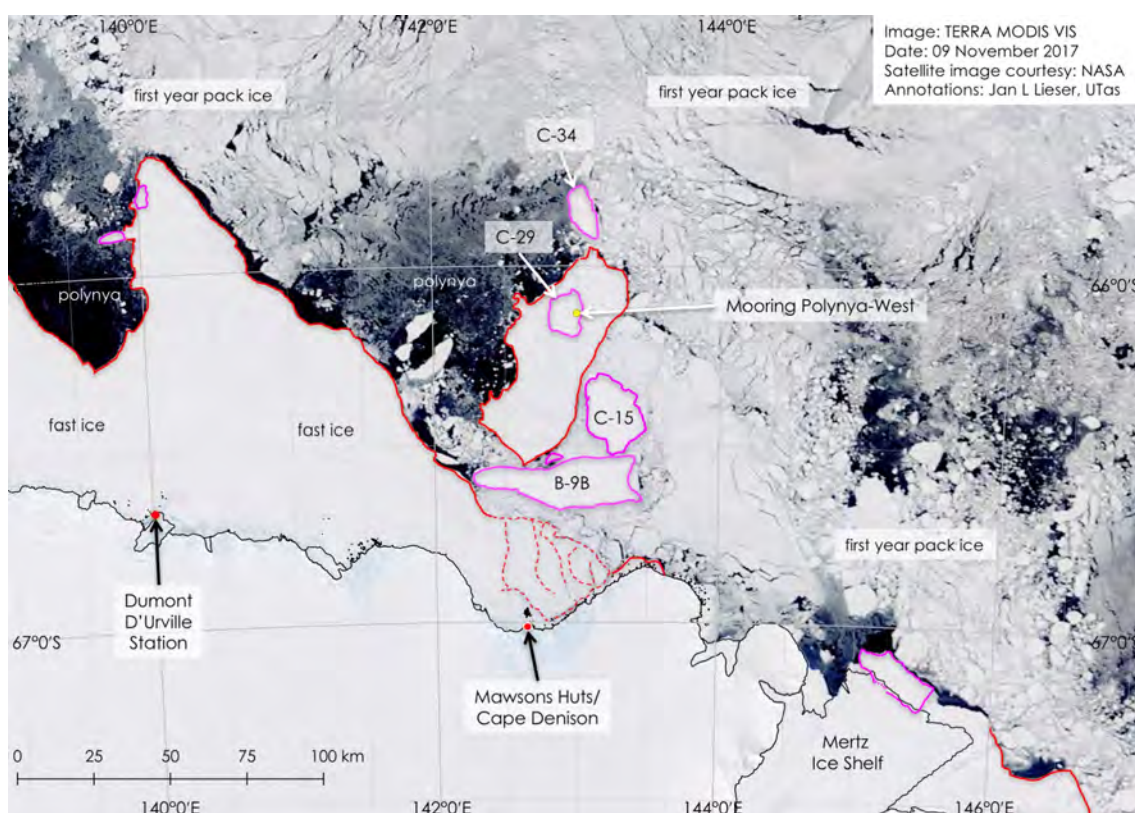 140°0'E
142°0'E
144°0'E
Image: TERRA MODIS VIS
Date: 09 November 2017
Satellite image courtesy: NASA
Annotations: Jan L Lieser, UTas
first year pack ice
first year pack ice
C-34
C-29
polynya
polynya
66°0'S
Mooring Polynya-West
fast ice
fast ice
C-15
B-9B
first year pack ice
Dumont
D'Urville
Station
67°0'S
67°0'S
Mawsons Huts/
Cape Denison
Mertz
Ice Shelf
0 25 50 75 100 km
140°0'E
142°0'E
144°0'E
146°0'E